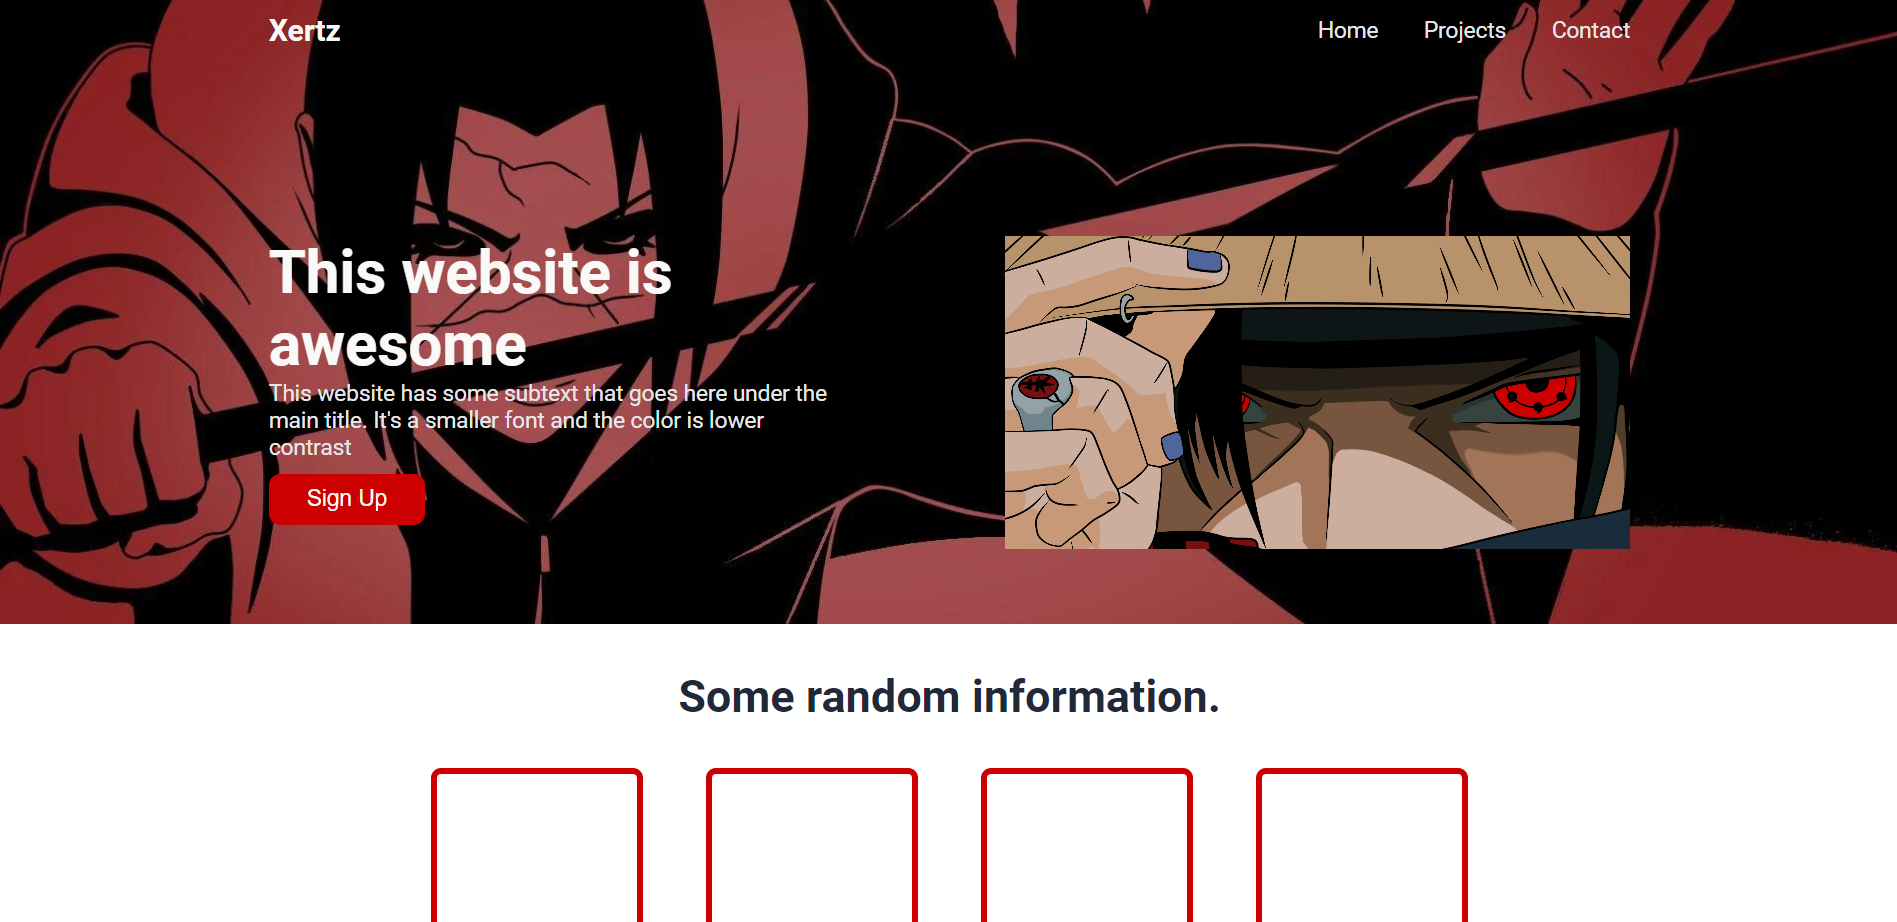 Xertz
Home Projects Contact
This website is
awesome
This website has some subtext that goes here under the
main title. It's a smaller font and the color is lower
contrast
Sign Up
Some random information.